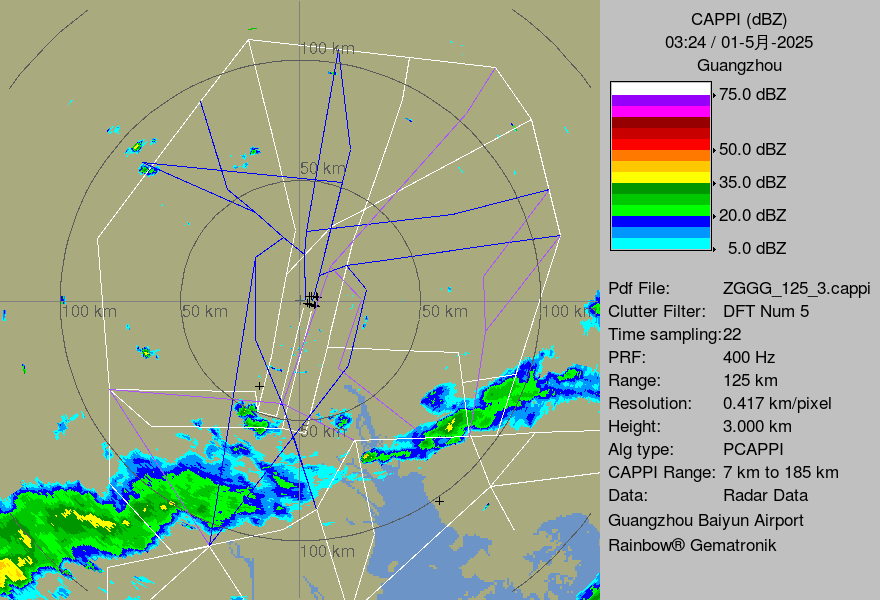 CAPPI (dBZ)
03:24 / 01-5月-2025
Guangzhou
75.0 dBZ
50.0 dBZ
35.0 dBZ
20.0 dBZ
5.0 dBZ
Pdf File: ZGGG_125_3.cappi
Clutter Filter: DFT Num 5
Time sampling:22
PRF: 400 Hz
Range: 125 km
Resolution: 0.417 km/pixel
Height: 3.000 km
Alg type: PCAPPI
CAPPI Range: 7 km to 185 km
Data: Radar Data
Guangzhou Baiyun Airport
Rainbow® Gematronik
100 km
50 km
100 km
50 km
50 km
100 km
50 km
100 km